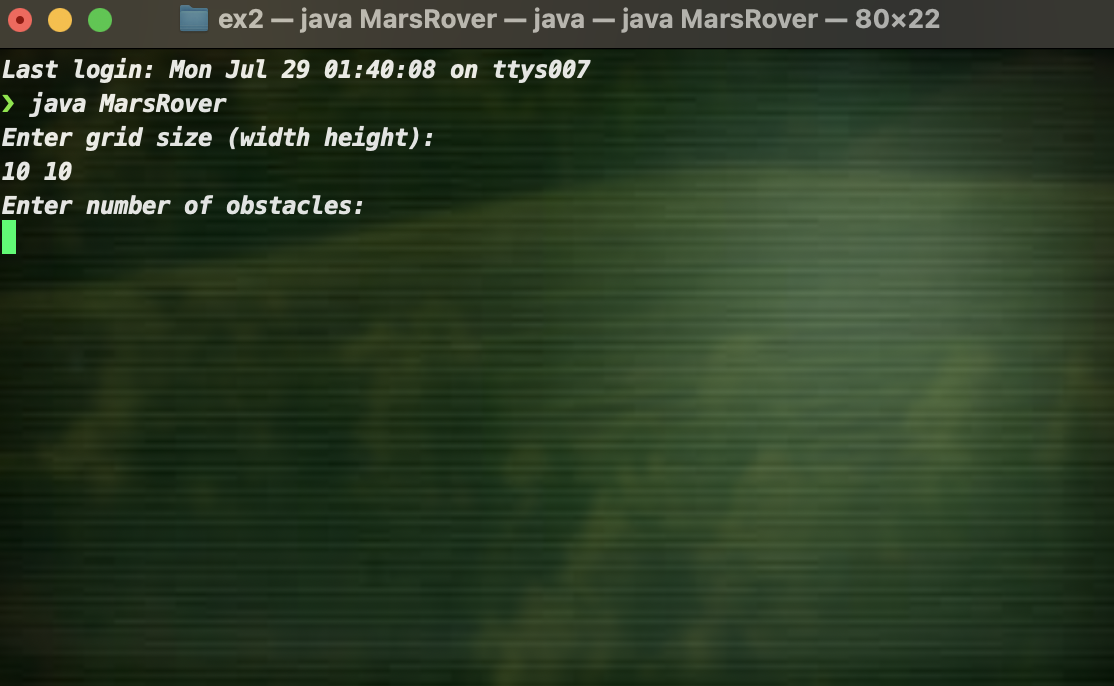 ex2 — java MarsRover — java — java MarsRover — 80×22
Last login: Mon Jul 29 01:40:08 on ttys007
❯ java MarsRover
Enter grid size (width height):
10 10
Enter number of obstacles: